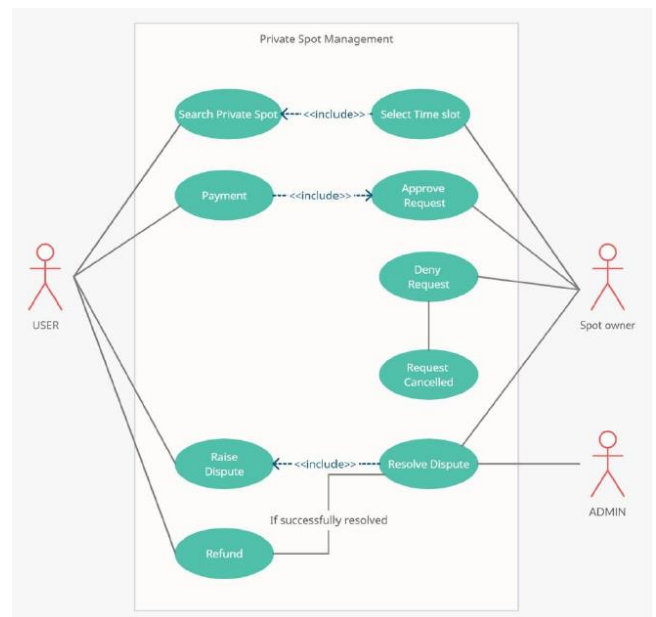 Private Spot Management
Search Private Spot
<<include>>
Select Time slot
Payment
<<include>>
Approve
Request
Deny
Request
USER
Spot owner
Request
Cancelled
Raise
Dispute
<<include>>
Resolve Dispute
ADMIN
If successfully resolved
Refund